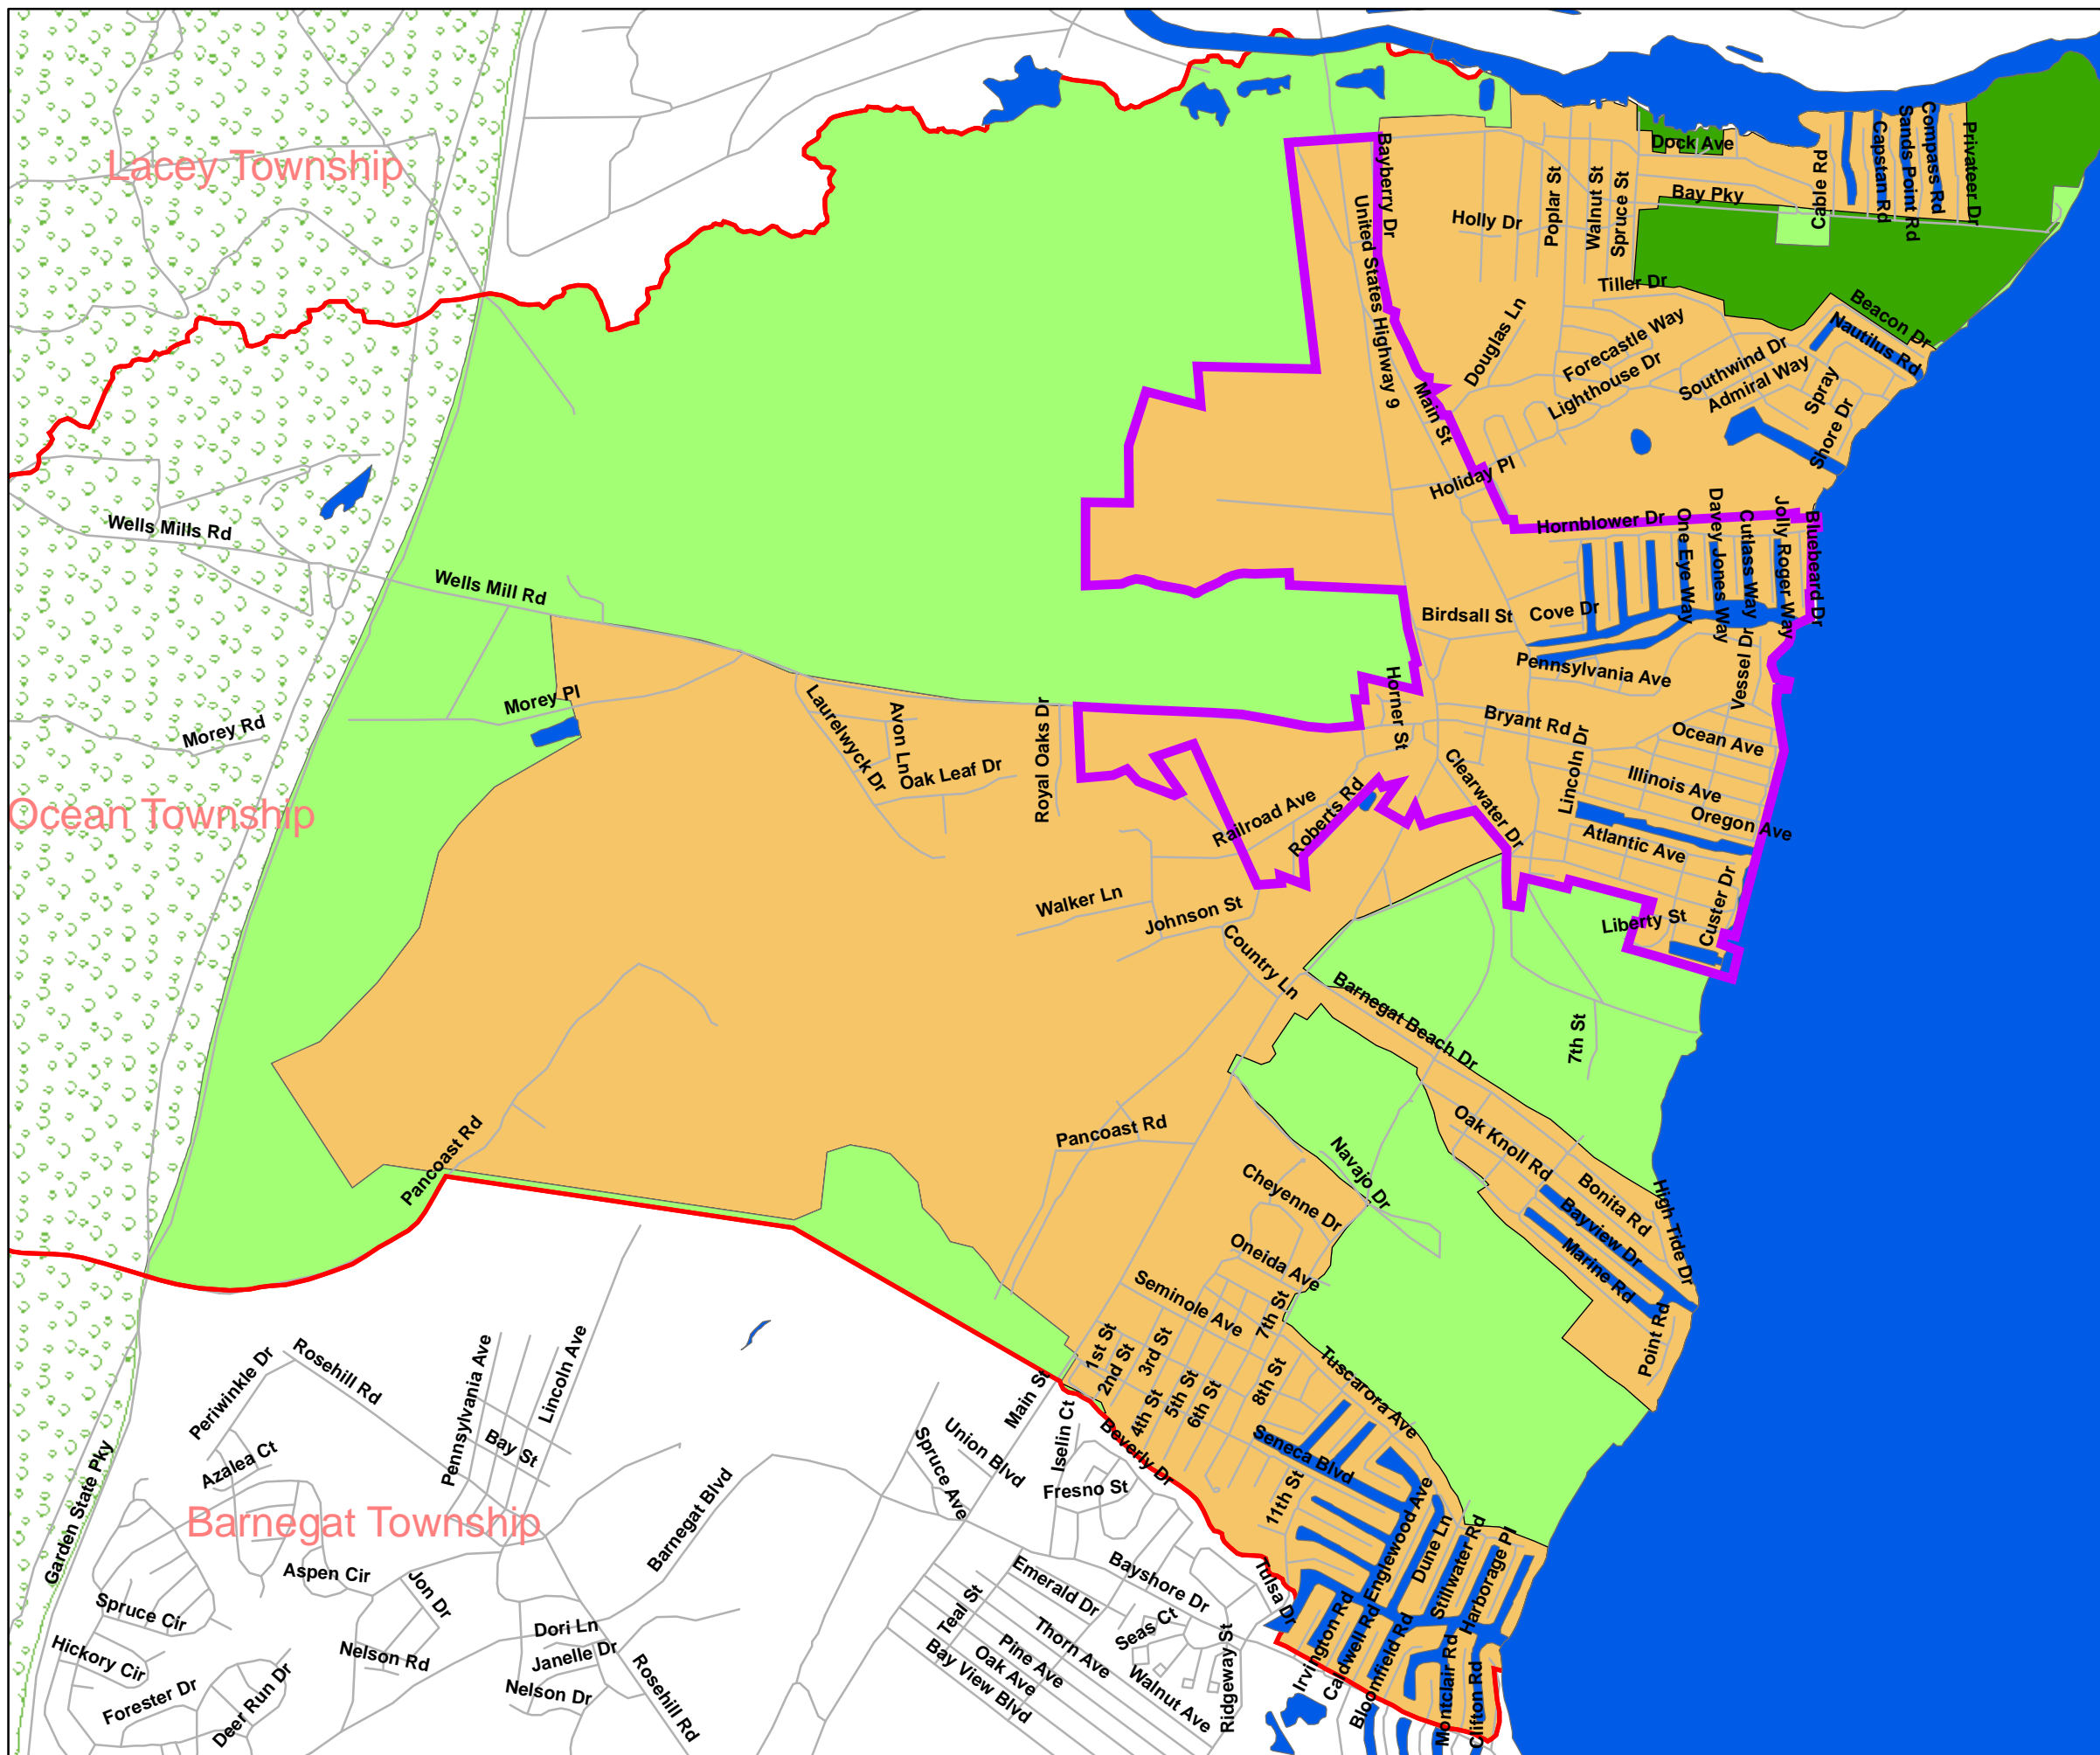 Lacey Township
Dock Ave
Bay Pky
Cable Rd
Capstan Rd
Sands Point Rd
Compass Rd
Privateer Dr
Bayberry Dr
United States Highway 9
Holly Dr
Poplar St
Walnut St
Spruce St
Tiller Dr
Beacon Dr
Nautilus Rd
Douglas Ln
Forecastle Way
Lighthouse Dr
Southwind Dr
Admiral Way
Spray
Shore Dr
Main St
Holiday Pl
Hornblower Dr
One Eye Way
Davey Jones Way
Cutlass Way
Jolly Roger Way
Bluebeard Dr
Wells Mills Rd
Wells Mill Rd
Birdsall St
Cove Dr
Pennsylvania Ave
Vessel Dr
Morey Pl
Morey Rd
Laurelwyck Dr
Avon Ln
Oak Leaf Dr
Royal Oaks Dr
Horner St
Bryant Rd
Lincoln Dr
Ocean Ave
Illinois Ave
Oregon Ave
Atlantic Ave
Clearwater Dr
Ocean Township
Railroad Ave
Roberts Rd
Walker Ln
Johnson St
Country Ln
Liberty St
Custer Dr
Barnegat Beach Dr
7th St
Pancoast Rd
Pancoast Rd
Navajo Dr
Cheyenne Dr
Oneida Ave
Seminole Ave
Oak Knoll Rd
Bonita Rd
Bayview Dr
Marine Rd
High Tide Dr
Point Rd
7th St
1st St
2nd St
3rd St
4th St
5th St
6th St
8th St
Tuscarora Ave
Seneca Blvd
11th St
Beverly Dr
Main St
Iselin Ct
Fresno St
Union Blvd
Spruce Ave
Periwinkle Dr
Rosehill Rd
Pennsylvania Ave
Lincoln Ave
Bay St
Azalea Ct
Garden State Pky
Barnegat Township
Barnegat Blvd
Aspen Cir
Jon Dr
Spruce Cir
Hickory Cir
Forester Dr
Deer Run Dr
Nelson Rd
Dori Ln
Janelle Dr
Nelson Dr
Rosehill Rd
Teal St
Emerald Dr
Bayshore Dr
Seas Ct
Thorn Ave
Pine Ave
Oak Ave
Bay View Blvd
Walnut Ave
Ridgeway St
Tulsa Dr
Irvington Rd
Caldwell Rd
Bloomfield Rd
Englewood Ave
Dune Ln
Stillwater Rd
Harborage Pl
Montclair Rd
Clifton Rd